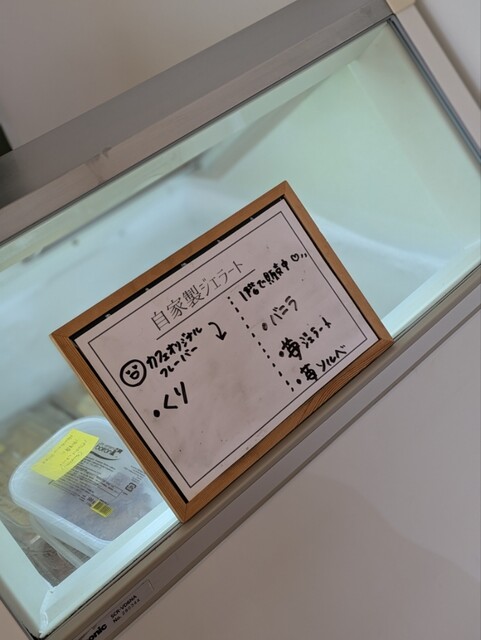 自家製ジェラート
カフェオリジナル
フレーバー
・くり
1階で販売中♡
・バニラ
・苺ジェラート
・苺ソルベ